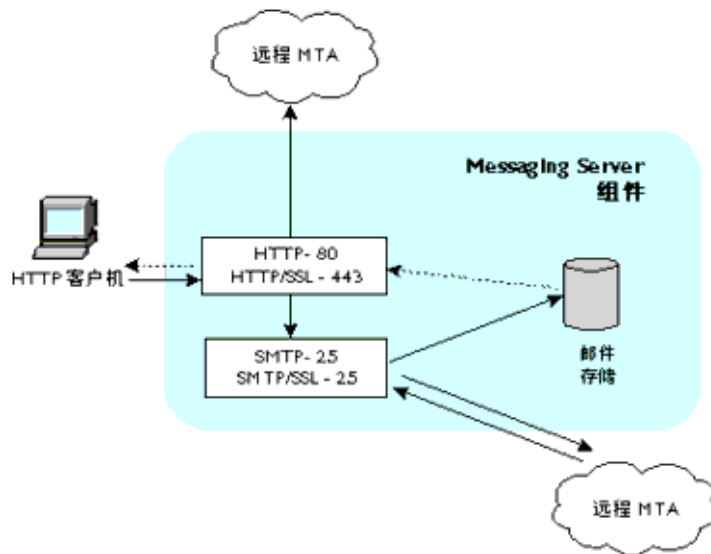 远程 MTA
Messaging Server
组件
HTTP 客户机
HTTP- 80
HTTP/SSL - 443
SMTP- 25
SMTP/SSL - 25
邮件
存储
远程 MTA